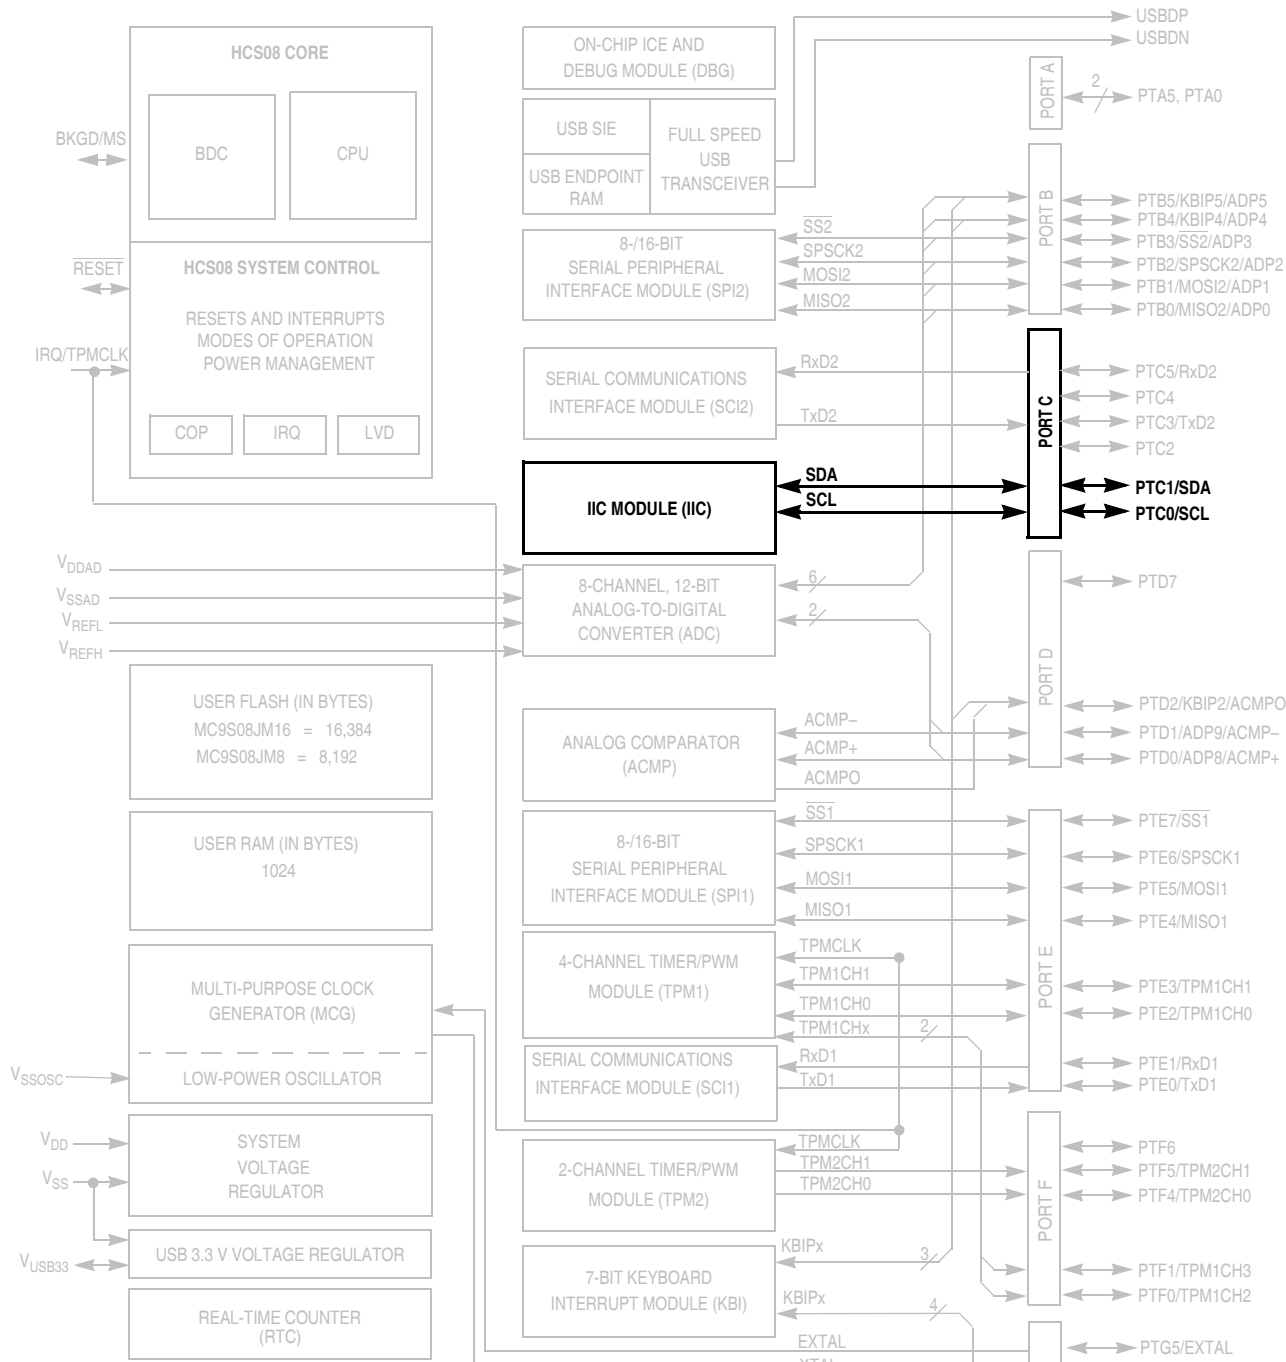 HCS08 CORE
BDC
CPU
BKGD/MS
HCS08 SYSTEM CONTROL
RESET
RESETS AND INTERRUPTS
MODES OF OPERATION
POWER MANAGEMENT
IRQ/TPMCLK
COP
IRQ
LVD
VDDAD
VSSAD
VREFL
VREFH
USER FLASH (IN BYTES)
MC9S08JM16 = 16,384
MC9S08JM8 = 8,192
USER RAM (IN BYTES)
1024
MULTI-PURPOSE CLOCK
GENERATOR (MCG)
LOW-POWER OSCILLATOR
VSSOSC
VDD
VSS
SYSTEM
VOLTAGE
REGULATOR
VUSB33
USB 3.3 V VOLTAGE REGULATOR
REAL-TIME COUNTER
(RTC)
ON-CHIP ICE AND
DEBUG MODULE (DBG)
USB SIE
USB ENDPOINT
RAM
FULL SPEED
USB
TRANSCEIVER
8-/16-BIT
SERIAL PERIPHERAL
INTERFACE MODULE (SPI2)
SS2
SPSCK2
MOSI2
MISO2
SERIAL COMMUNICATIONS
INTERFACE MODULE (SCI2)
RxD2
TxD2
IIC MODULE (IIC)
SDA
SCL
8-CHANNEL, 12-BIT
ANALOG-TO-DIGITAL
CONVERTER (ADC)
6
2
ANALOG COMPARATOR
(ACMP)
ACMP–
ACMP+
ACMPO
8-/16-BIT
SERIAL PERIPHERAL
INTERFACE MODULE (SPI1)
SS1
SPSCK1
MOSI1
MISO1
4-CHANNEL TIMER/PWM
MODULE (TPM1)
TPMCLK
TPM1CH1
TPM1CH0
TPM1CHx
2
SERIAL COMMUNICATIONS
INTERFACE MODULE (SCI1)
RxD1
TxD1
2-CHANNEL TIMER/PWM
MODULE (TPM2)
TPMCLK
TPM2CH1
TPM2CH0
7-BIT KEYBOARD
INTERRUPT MODULE (KBI)
KBIPx
3
KBIPx
4
EXTAL
XTAL
USBDP
USBDN
PORT A
2
PTA5, PTA0
PORT B
PTB5/KBIP5/ADP5
PTB4/KBIP4/ADP4
PTB3/SS2/ADP3
PTB2/SPSCK2/ADP2
PTB1/MOSI2/ADP1
PTB0/MISO2/ADP0
PORT C
PTC5/RxD2
PTC4
PTC3/TxD2
PTC2
PTC1/SDA
PTC0/SCL
PORT D
PTD7
PTD2/KBIP2/ACMPO
PTD1/ADP9/ACMP–
PTD0/ADP8/ACMP+
PORT E
PTE7/SS1
PTE6/SPSCK1
PTE5/MOSI1
PTE4/MISO1
PTE3/TPM1CH1
PTE2/TPM1CH0
PTE1/RxD1
PTE0/TxD1
PORT F
PTF6
PTF5/TPM2CH1
PTF4/TPM2CH0
PTF1/TPM1CH3
PTF0/TPM1CH2
PTG5/EXTAL